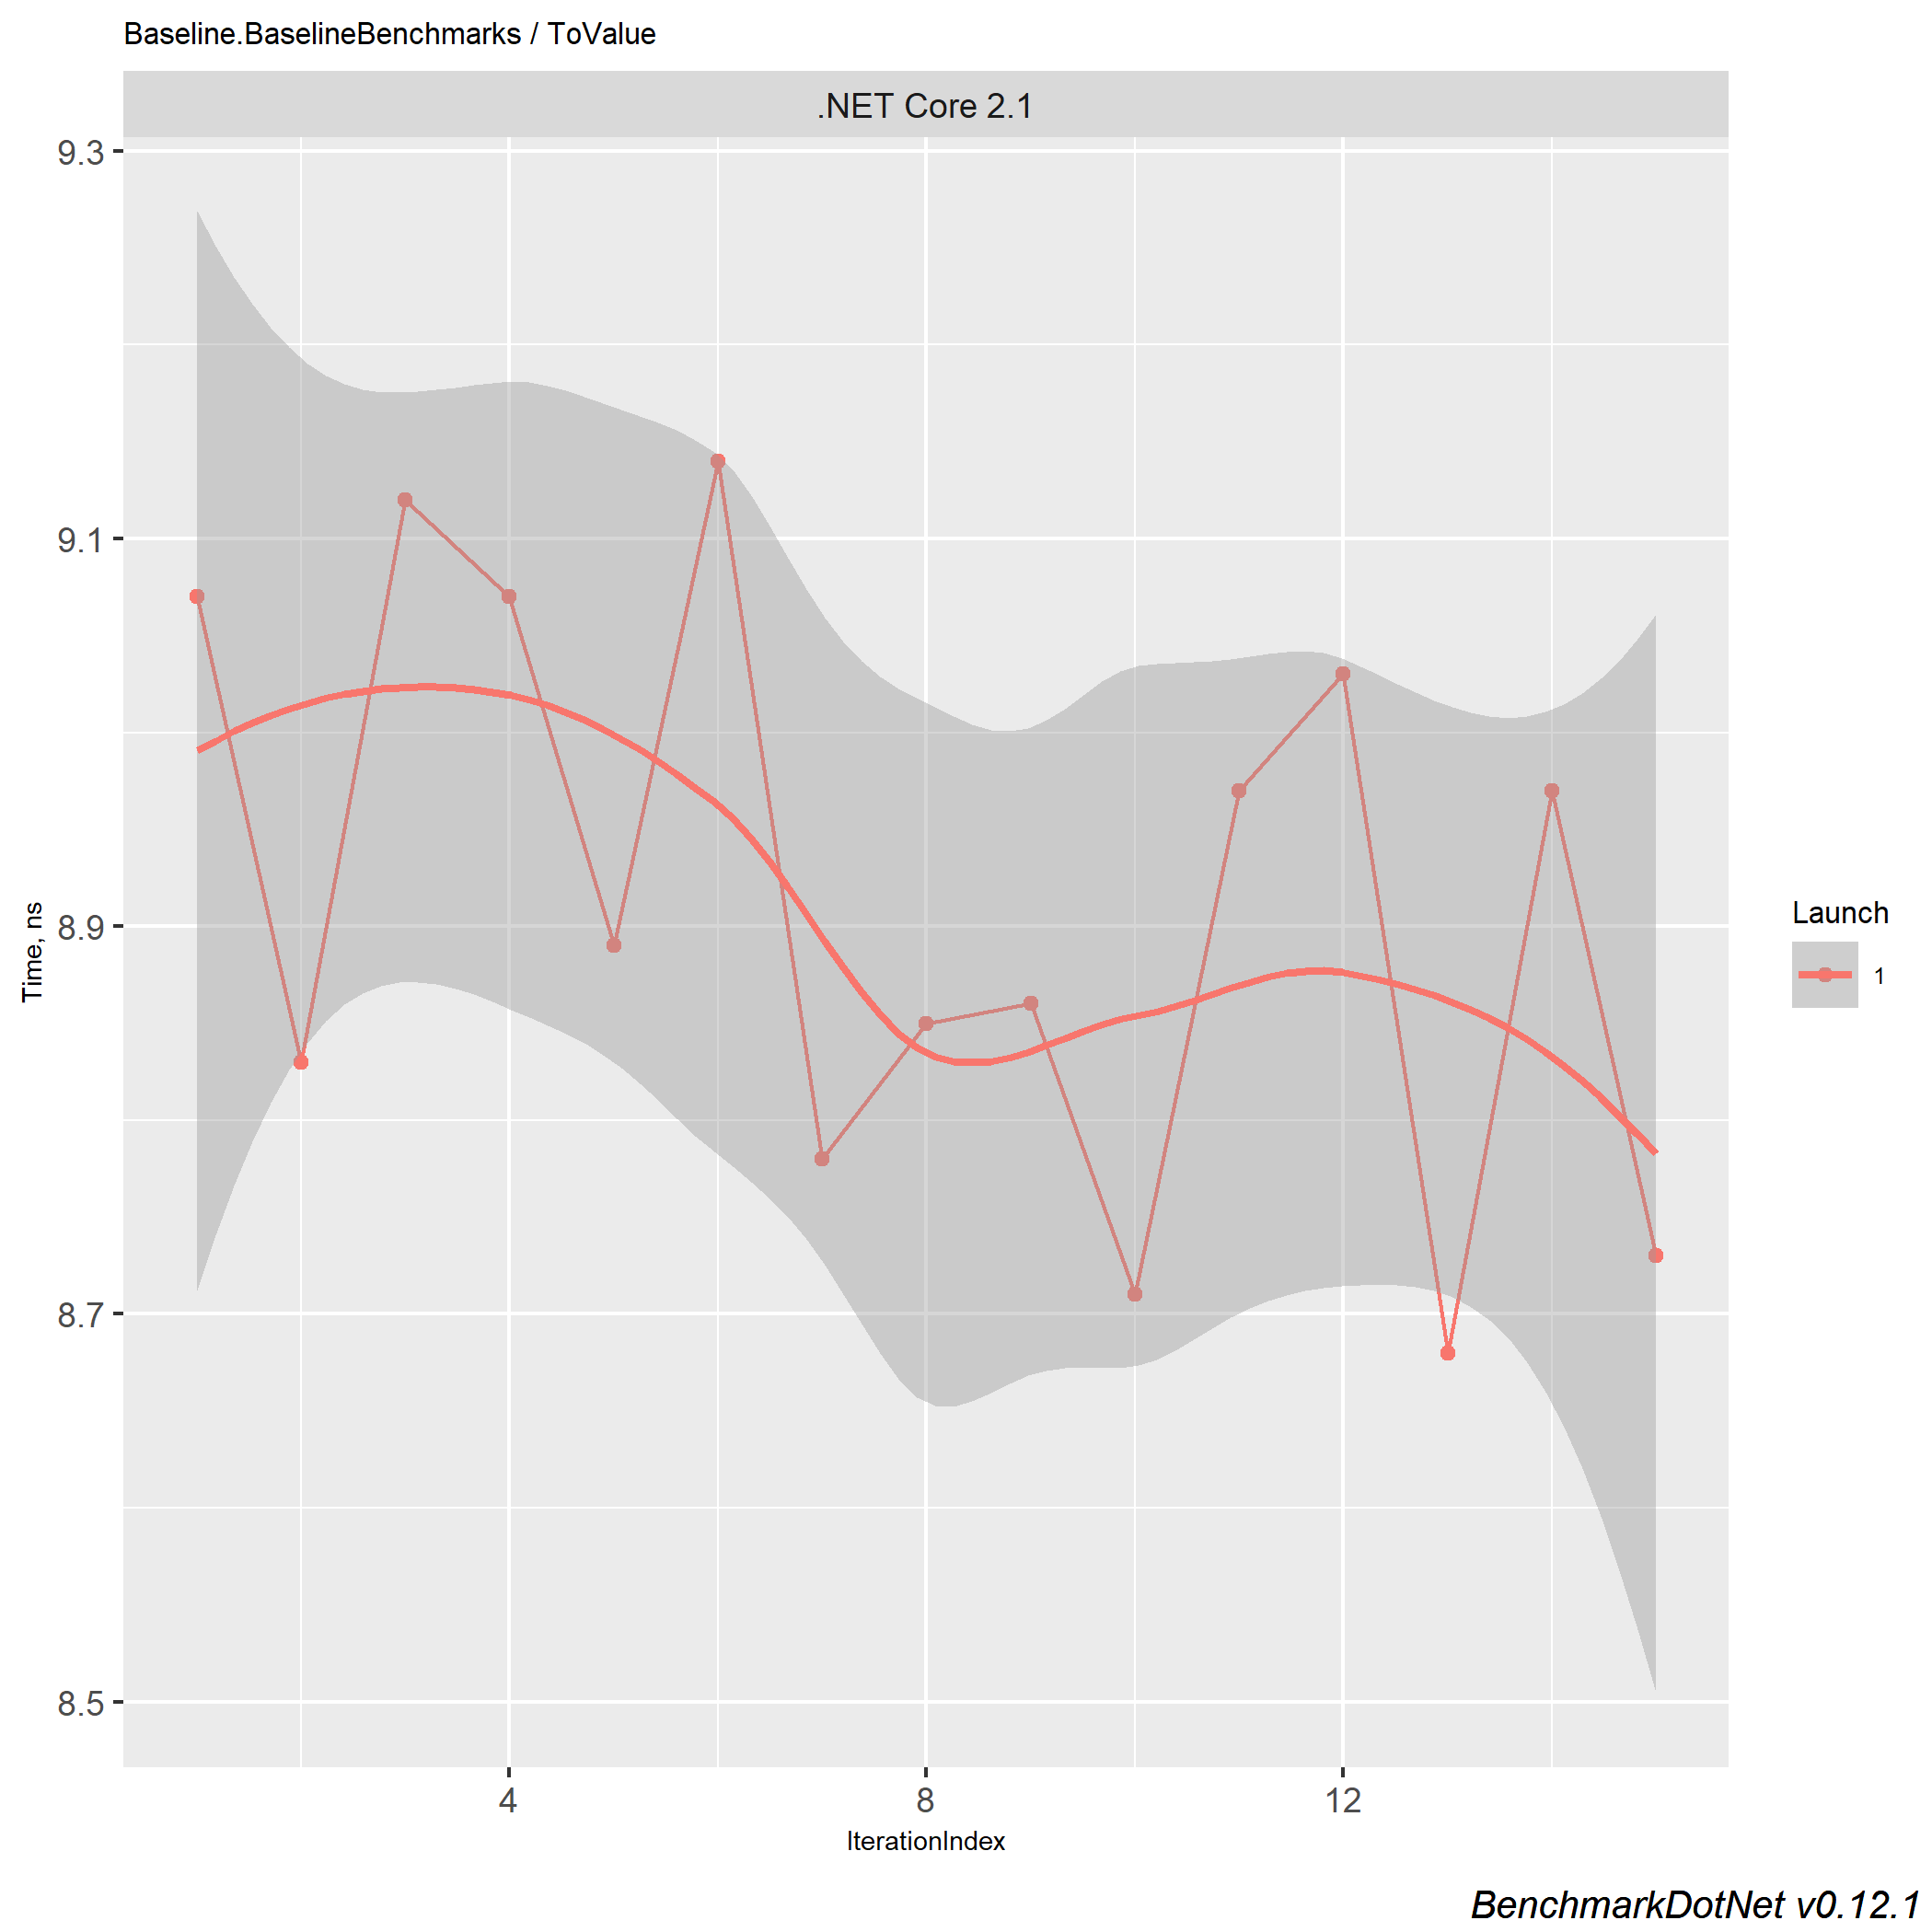 Baseline.BaselineBenchmarks / ToValue
.NET Core 2.1
9.3
9.1
8.9
8.7
8.5
Time, ns
4
8
12
IterationIndex
Launch
1
BenchmarkDotNet v0.12.1